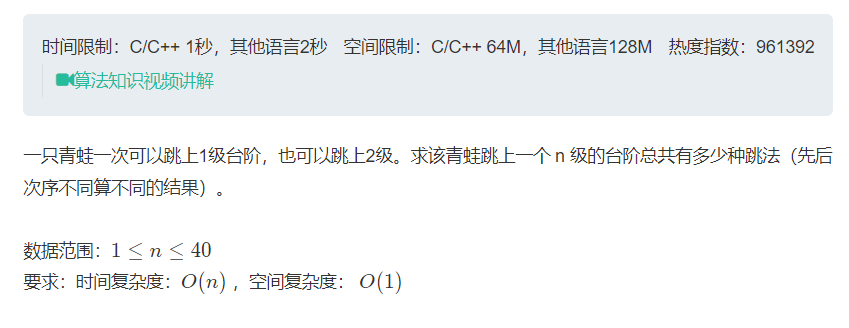 时间限制：C/C++ 1秒，其他语言2秒 空间限制：C/C++ 64M，其他语言128M 热度指数：961392
算法知识视频讲解
一只青蛙一次可以跳上1级台阶，也可以跳上2级。求该青蛙跳上一个 n 级的台阶总共有多少种跳法（先后
次序不同算不同的结果）。
数据范围：1 ≤ n ≤ 40
要求：时间复杂度：O(n) ，空间复杂度： O(1)